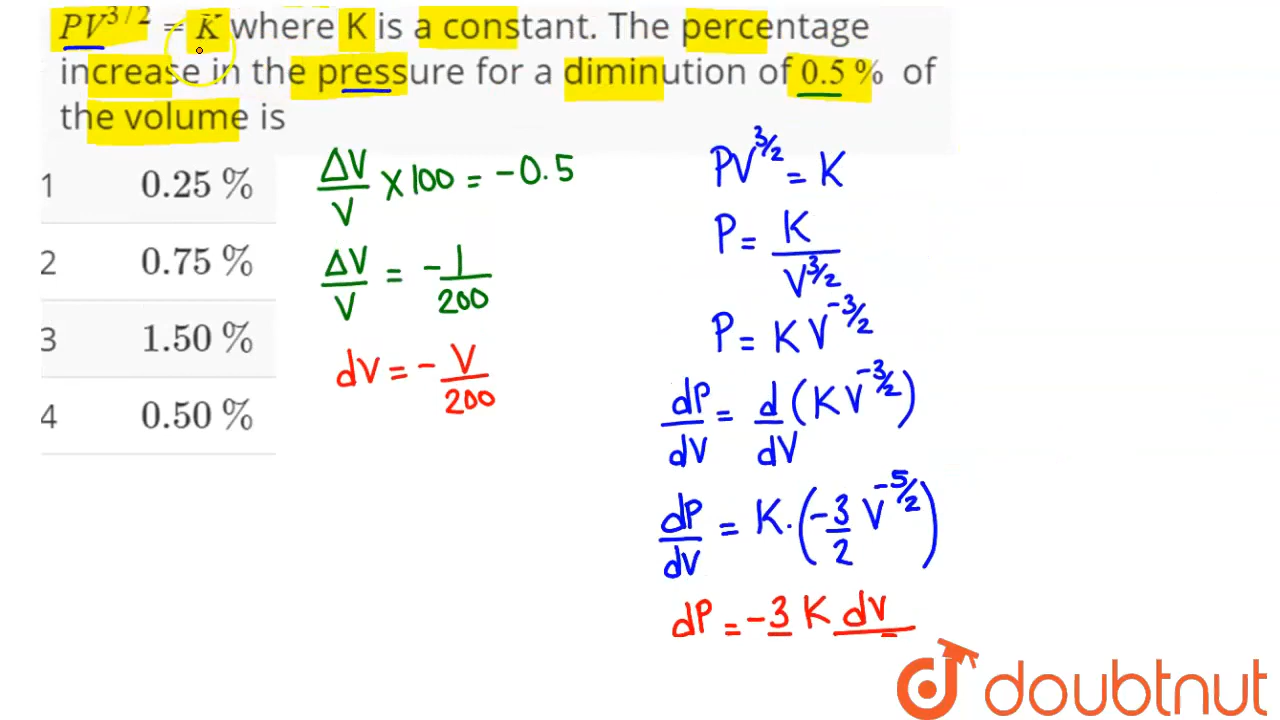 PV^{3/2} = K where K is a constant. The percentage
increase in the pressure for a diminution of 0.5 % of
the volume is
1 0.25 %
2 0.75 %
3 1.50 %
4 0.50 %
ΔV/V × 100 = -0.5
ΔV/V = -1/200
dV = -V/200
PV^{3/2} = K
P = K/V^{3/2}
P = K V^{-3/2}
dP/dV = d/dV (K V^{-3/2})
dP/dV = K. (-3/2 V^{-5/2})
dP = -3 K dV
doubtnut